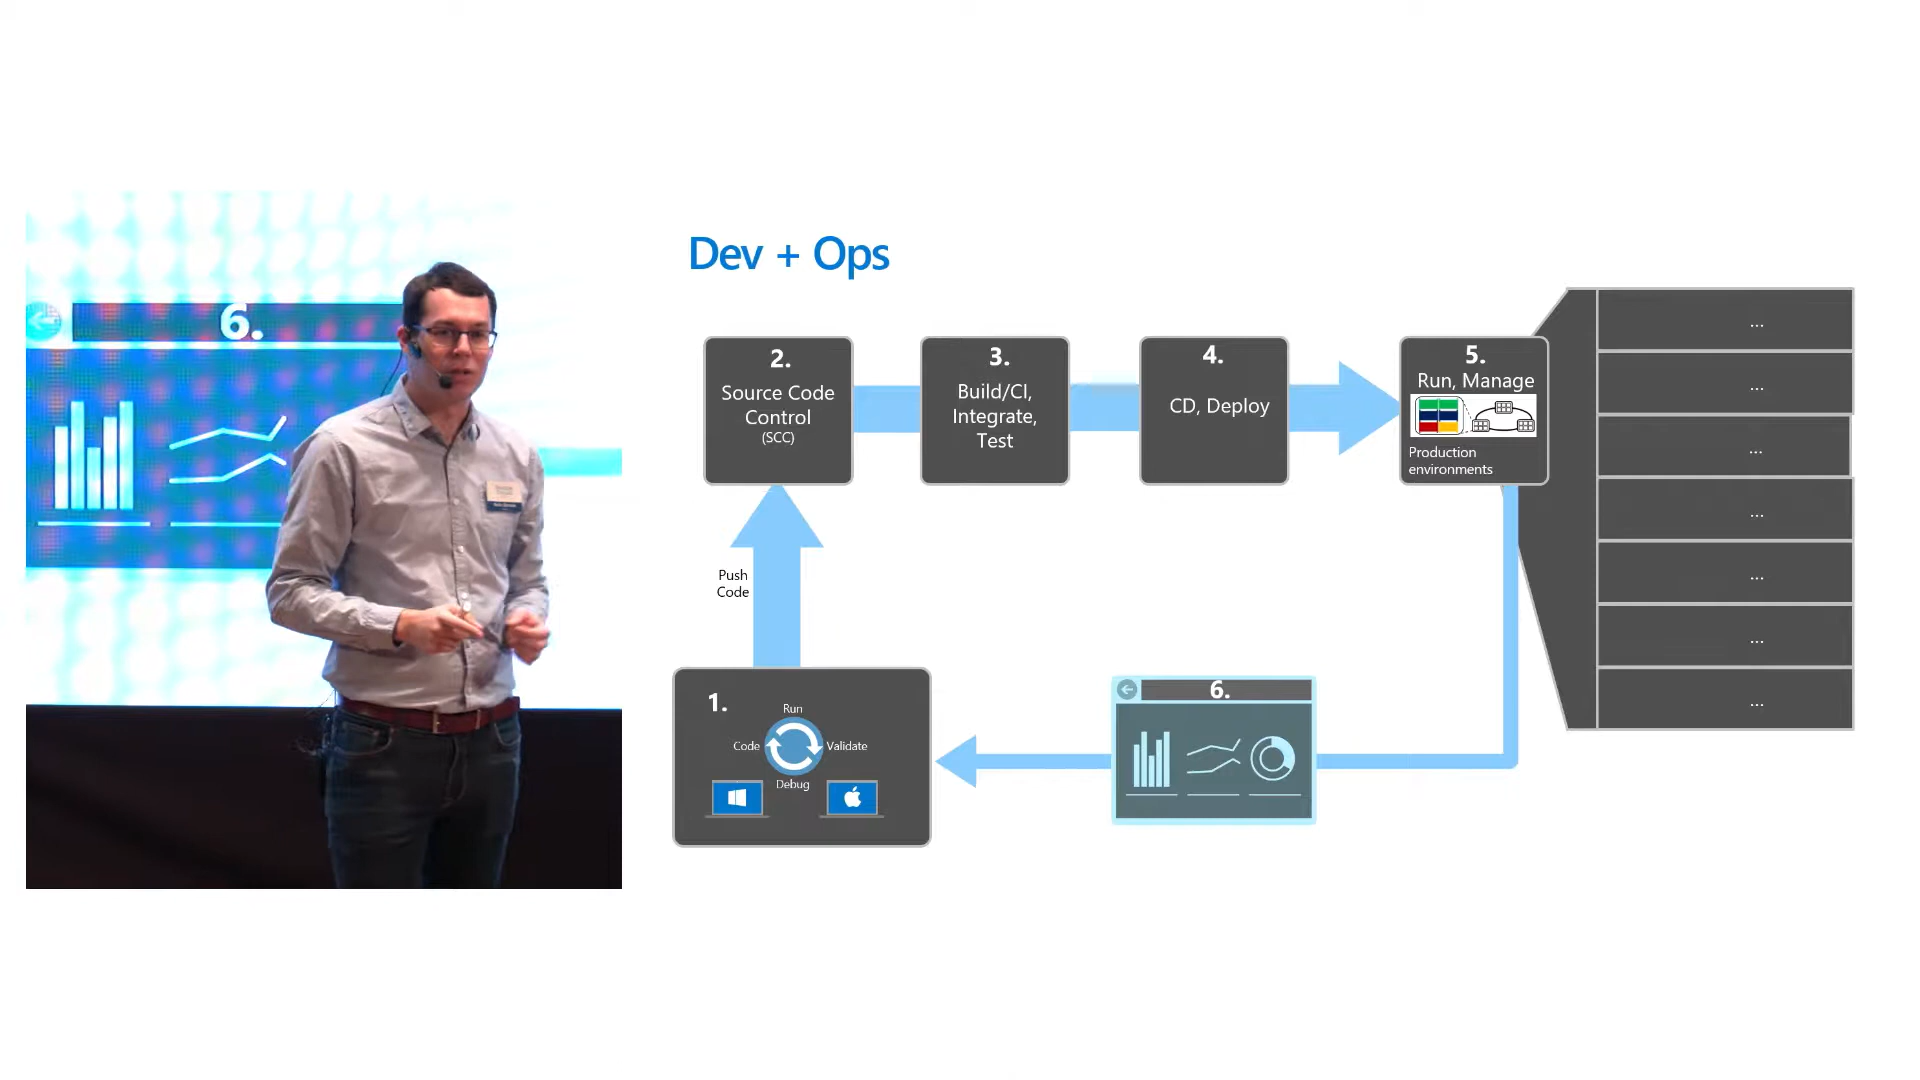 6.
Dev + Ops
2.
Source Code
Control
(SCC)
3.
Build/CI,
Integrate,
Test
4.
CD, Deploy
5.
Run, Manage
Production
environments
...
...
...
...
...
...
...
Push
Code
1.
Run
Code
Validate
Debug
6.